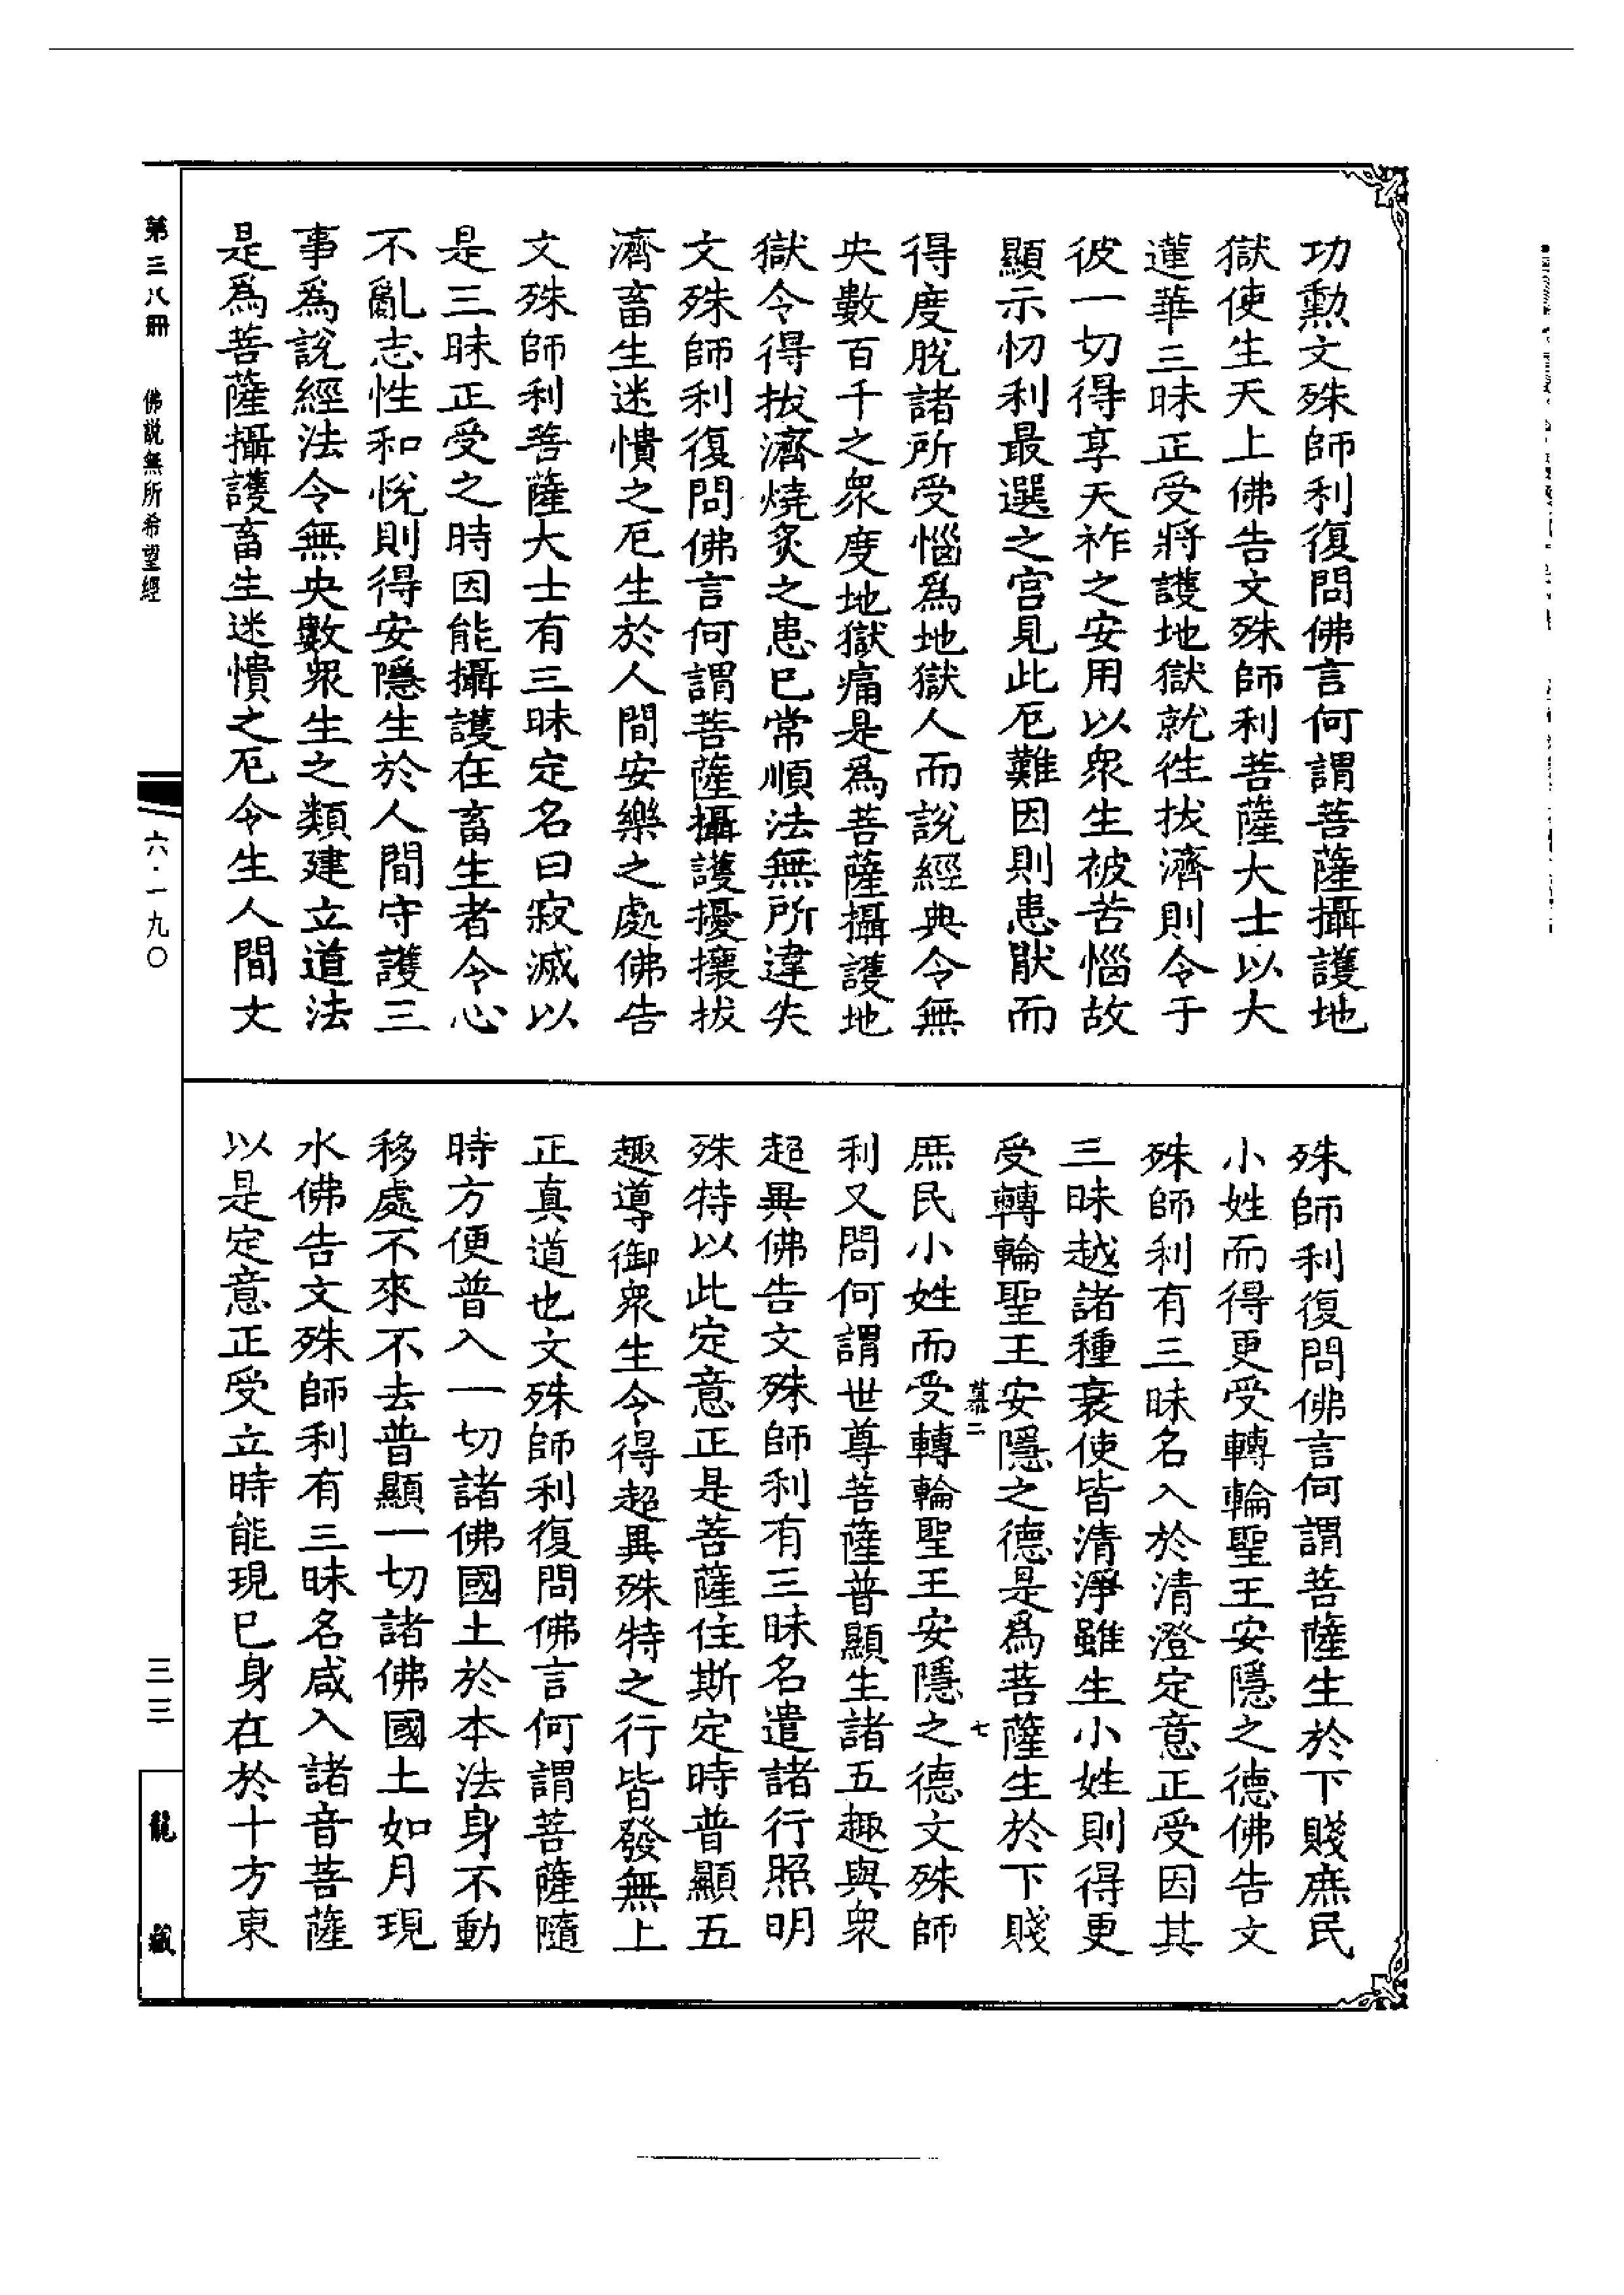 功勲文殊師利復問佛言何謂菩薩攝護地
獄使生天上佛告文殊師利菩薩大士以大
蓮華三昧正受將護地獄就徃拔濟則令于
彼一切得享天祚之安用以衆生被苦惱故
顯示忉利最選之宮見此厄難因則患猒而
得度脫諸所受惱爲地獄人而說經典令無
央數百千之衆度地獄痛是爲菩薩攝護地
獄令得拔濟燒炙之患已常順法無所違失
文殊師利復問佛言何謂菩薩攝護擾攘拔
濟畜生迷憒之厄生於人間安樂之處佛告
文殊師利菩薩大士有三昧定名曰寂滅以
是三昧正受之時因能攝護在畜生者令心
不亂志性和悅則得安隱生於人間守護三
事爲說經法令無央數衆生之類建立道法
是爲菩薩攝護畜生迷憒之厄令生人間文
殊師利復問佛言何謂菩薩生於下賤庶民
小姓而得更受轉輪聖王安隱之德佛告文
殊師利有三昧名入於清澄定意正受因其
三昧越諸種衰使皆清淨雖生小姓則得更
受轉輪聖王安隱之德是爲菩薩生於下賤
幕二 七
庶民小姓而受轉輪聖王安隱之德文殊師
利又問何謂世尊菩薩普顯生諸五趣與衆
超異佛告文殊師利有三昧名遣諸行照明
殊特以此定意正是菩薩住斯定時普顯五
趣導御衆生令得超異殊特之行皆發無上
正真道也文殊師利復問佛言何謂菩薩隨
時方便普入一切諸佛國土於本法身不動
移處不來不去普顯一切諸佛國土如月現
水佛告文殊師利有三昧名咸入諸音菩薩
以是定意正受立時能現已身在於十方東
第三八冊 佛說無所希望經 六·一九〇 三三 龍藏